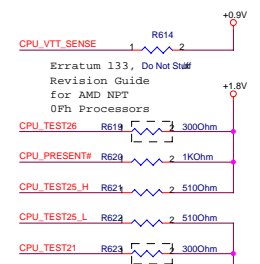 +0.9V
R614
CPU_VTT_SENSE 1 2
Erratum 133, Do Not Stuff
Revision Guide
for AMD NPT
0Fh Processors
+1.8V
CPU_TEST26 R619 1 2 300Ohm
CPU_PRESENT# R620 1 2 1KOhm
CPU_TEST25_H R621 1 2 510Ohm
CPU_TEST25_L R622 1 2 510Ohm
CPU_TEST21 R623 1 2 300Ohm